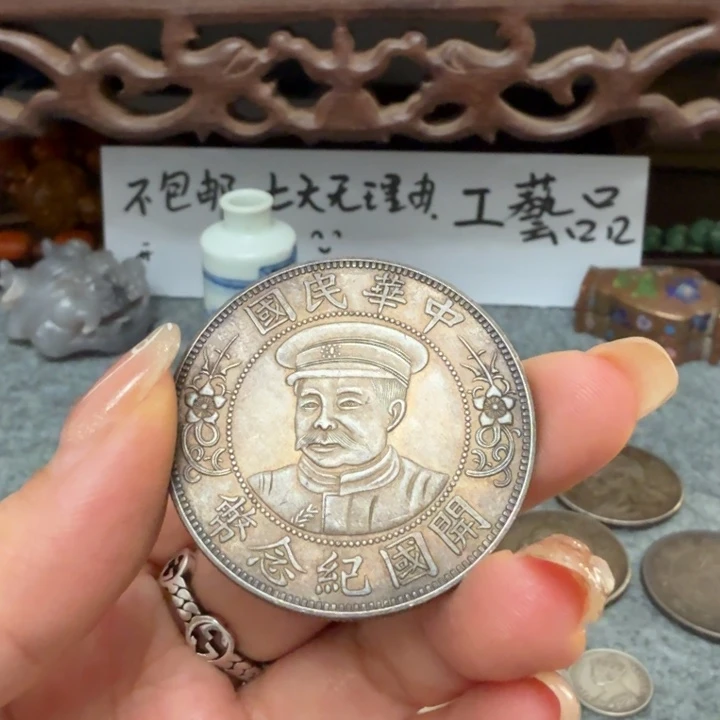 不包邮 七天无理由. 工藝品
中華民國
開國紀念幣